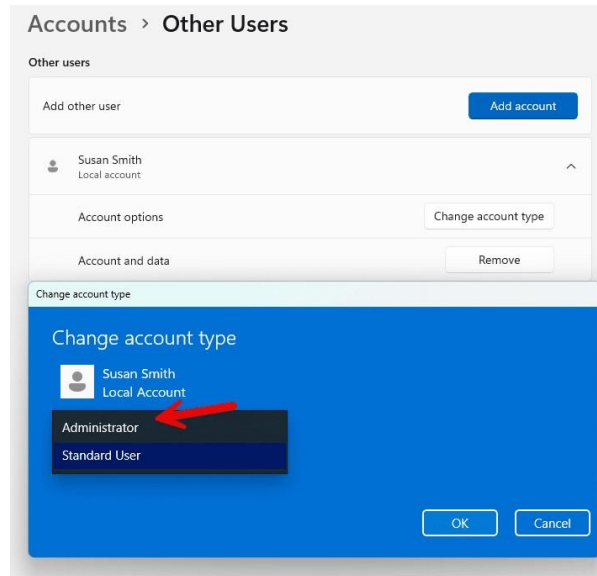 Accounts > Other Users
Other users
Add other user
Add account
Susan Smith
Local account
Account options
Change account type
Account and data
Remove
Change account type
Change account type
Susan Smith
Local Account
Administrator
Standard User
OK
Cancel